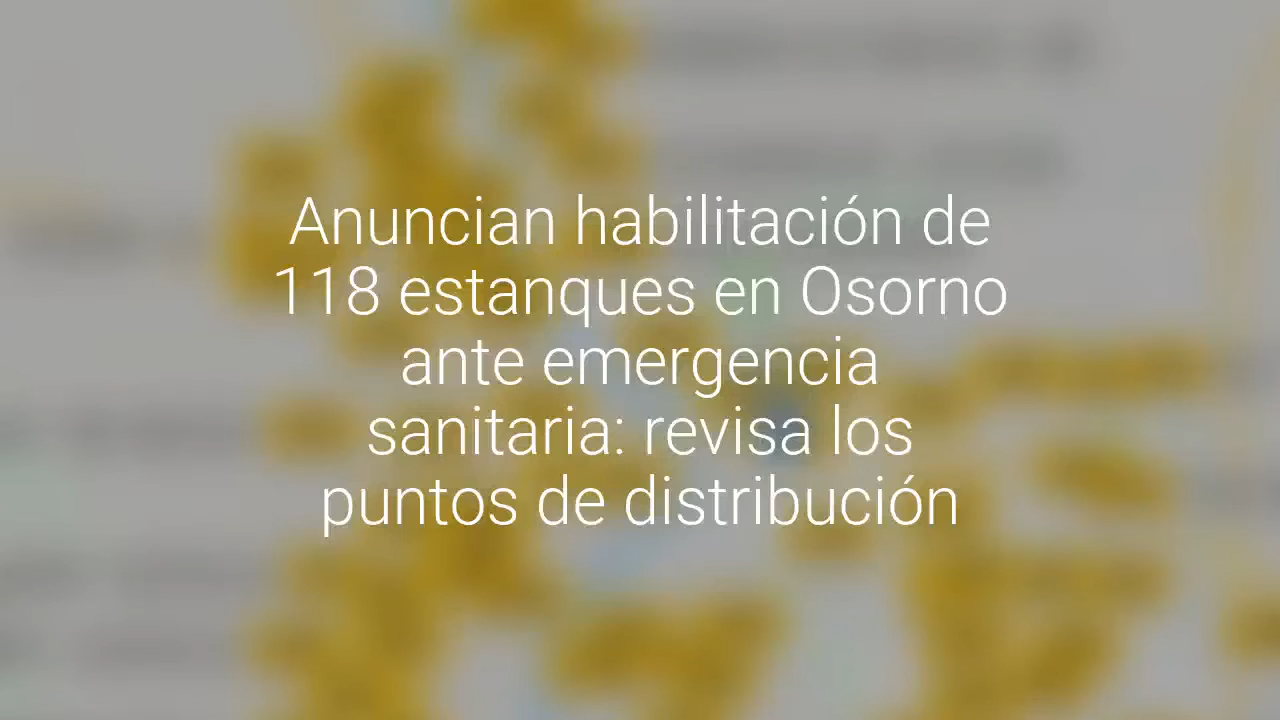 Anuncian habilitación de
118 estanques en Osorno
ante emergencia
sanitaria: revisa los
puntos de distribución